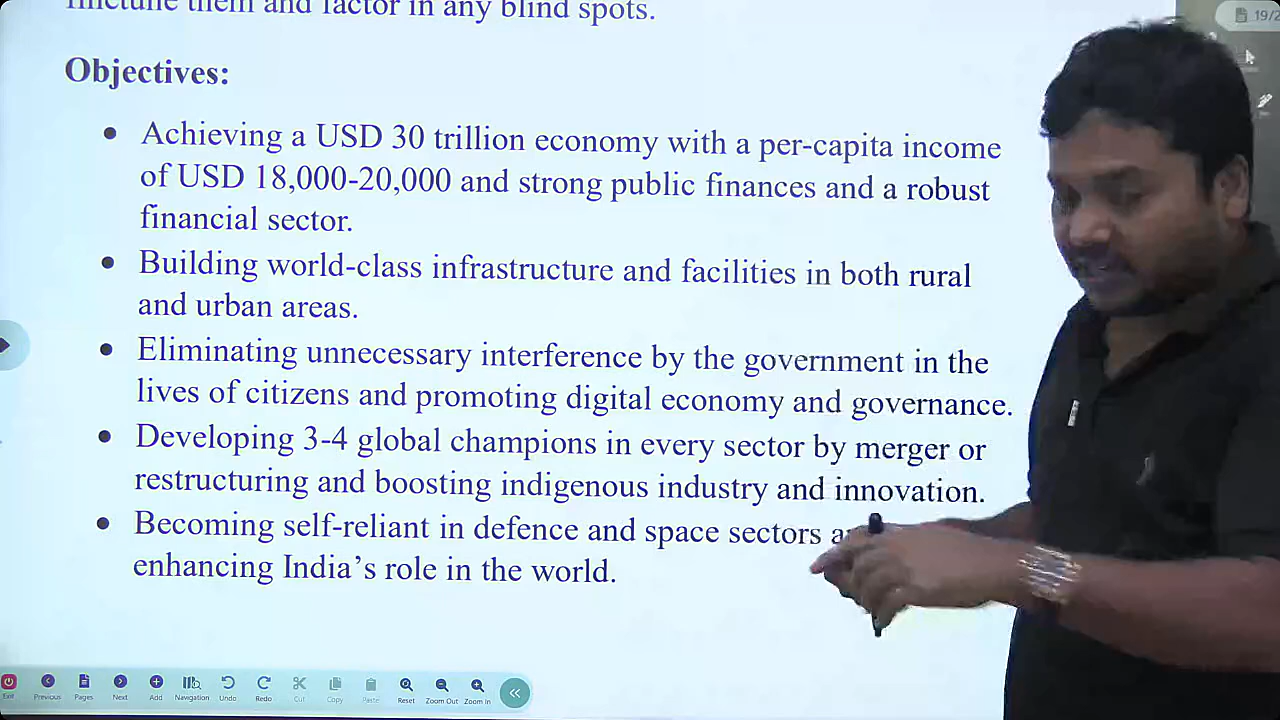 finetune them and factor in any blind spots.
Objectives:
• Achieving a USD 30 trillion economy with a per-capita income
of USD 18,000-20,000 and strong public finances and a robust
financial sector.
• Building world-class infrastructure and facilities in both rural
and urban areas.
• Eliminating unnecessary interference by the government in the
lives of citizens and promoting digital economy and governance.
• Developing 3-4 global champions in every sector by merger or
restructuring and boosting indigenous industry and innovation.
• Becoming self-reliant in defence and space sectors
enhancing India's role in the world.
19/2
Exit Previous Pages Next Add Navigation Undo Redo Cut Copy Paste Reset Zoom Out Zoom In